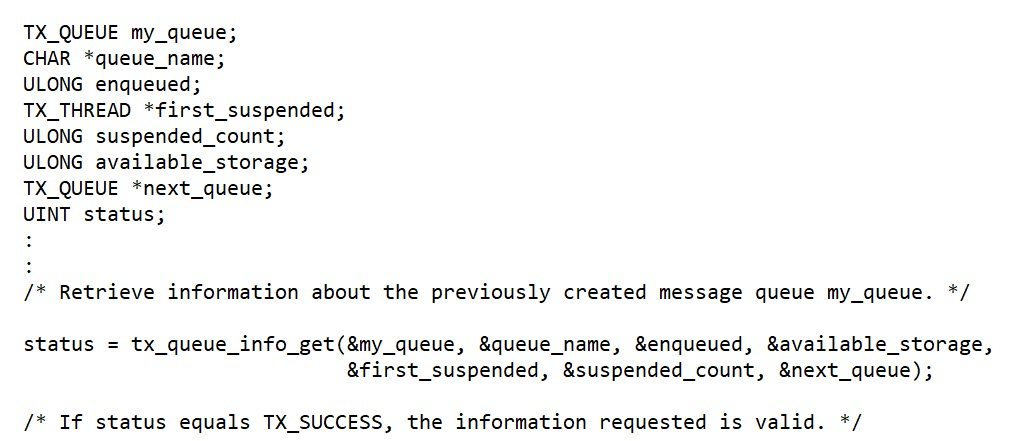 TX_QUEUE my_queue;
CHAR *queue_name;
ULONG enqueued;
TX_THREAD *first_suspended;
ULONG suspended_count;
ULONG available_storage;
TX_QUEUE *next_queue;
UINT status;
:
:
/* Retrieve information about the previously created message queue my_queue. */
status = tx_queue_info_get(&my_queue, &queue_name, &enqueued, &available_storage,
&first_suspended, &suspended_count, &next_queue);
/* If status equals TX_SUCCESS, the information requested is valid. */